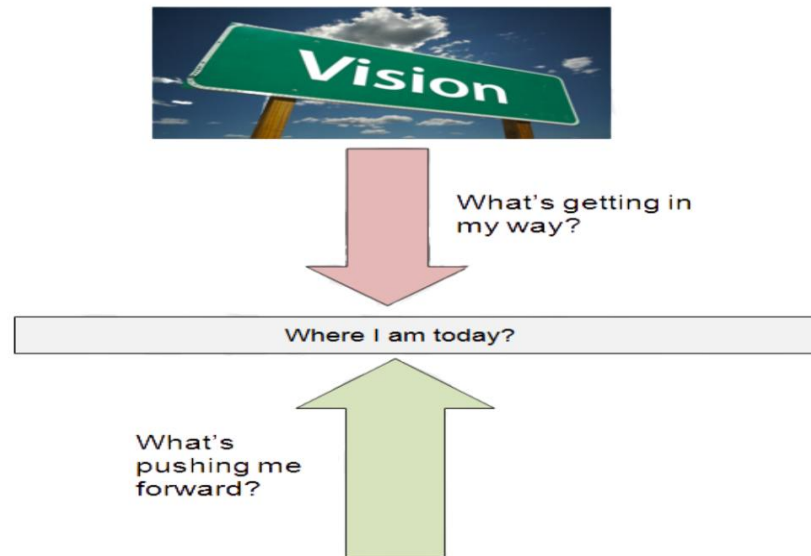 Vision
What's getting in
my way?
Where I am today?
What's
pushing me
forward?